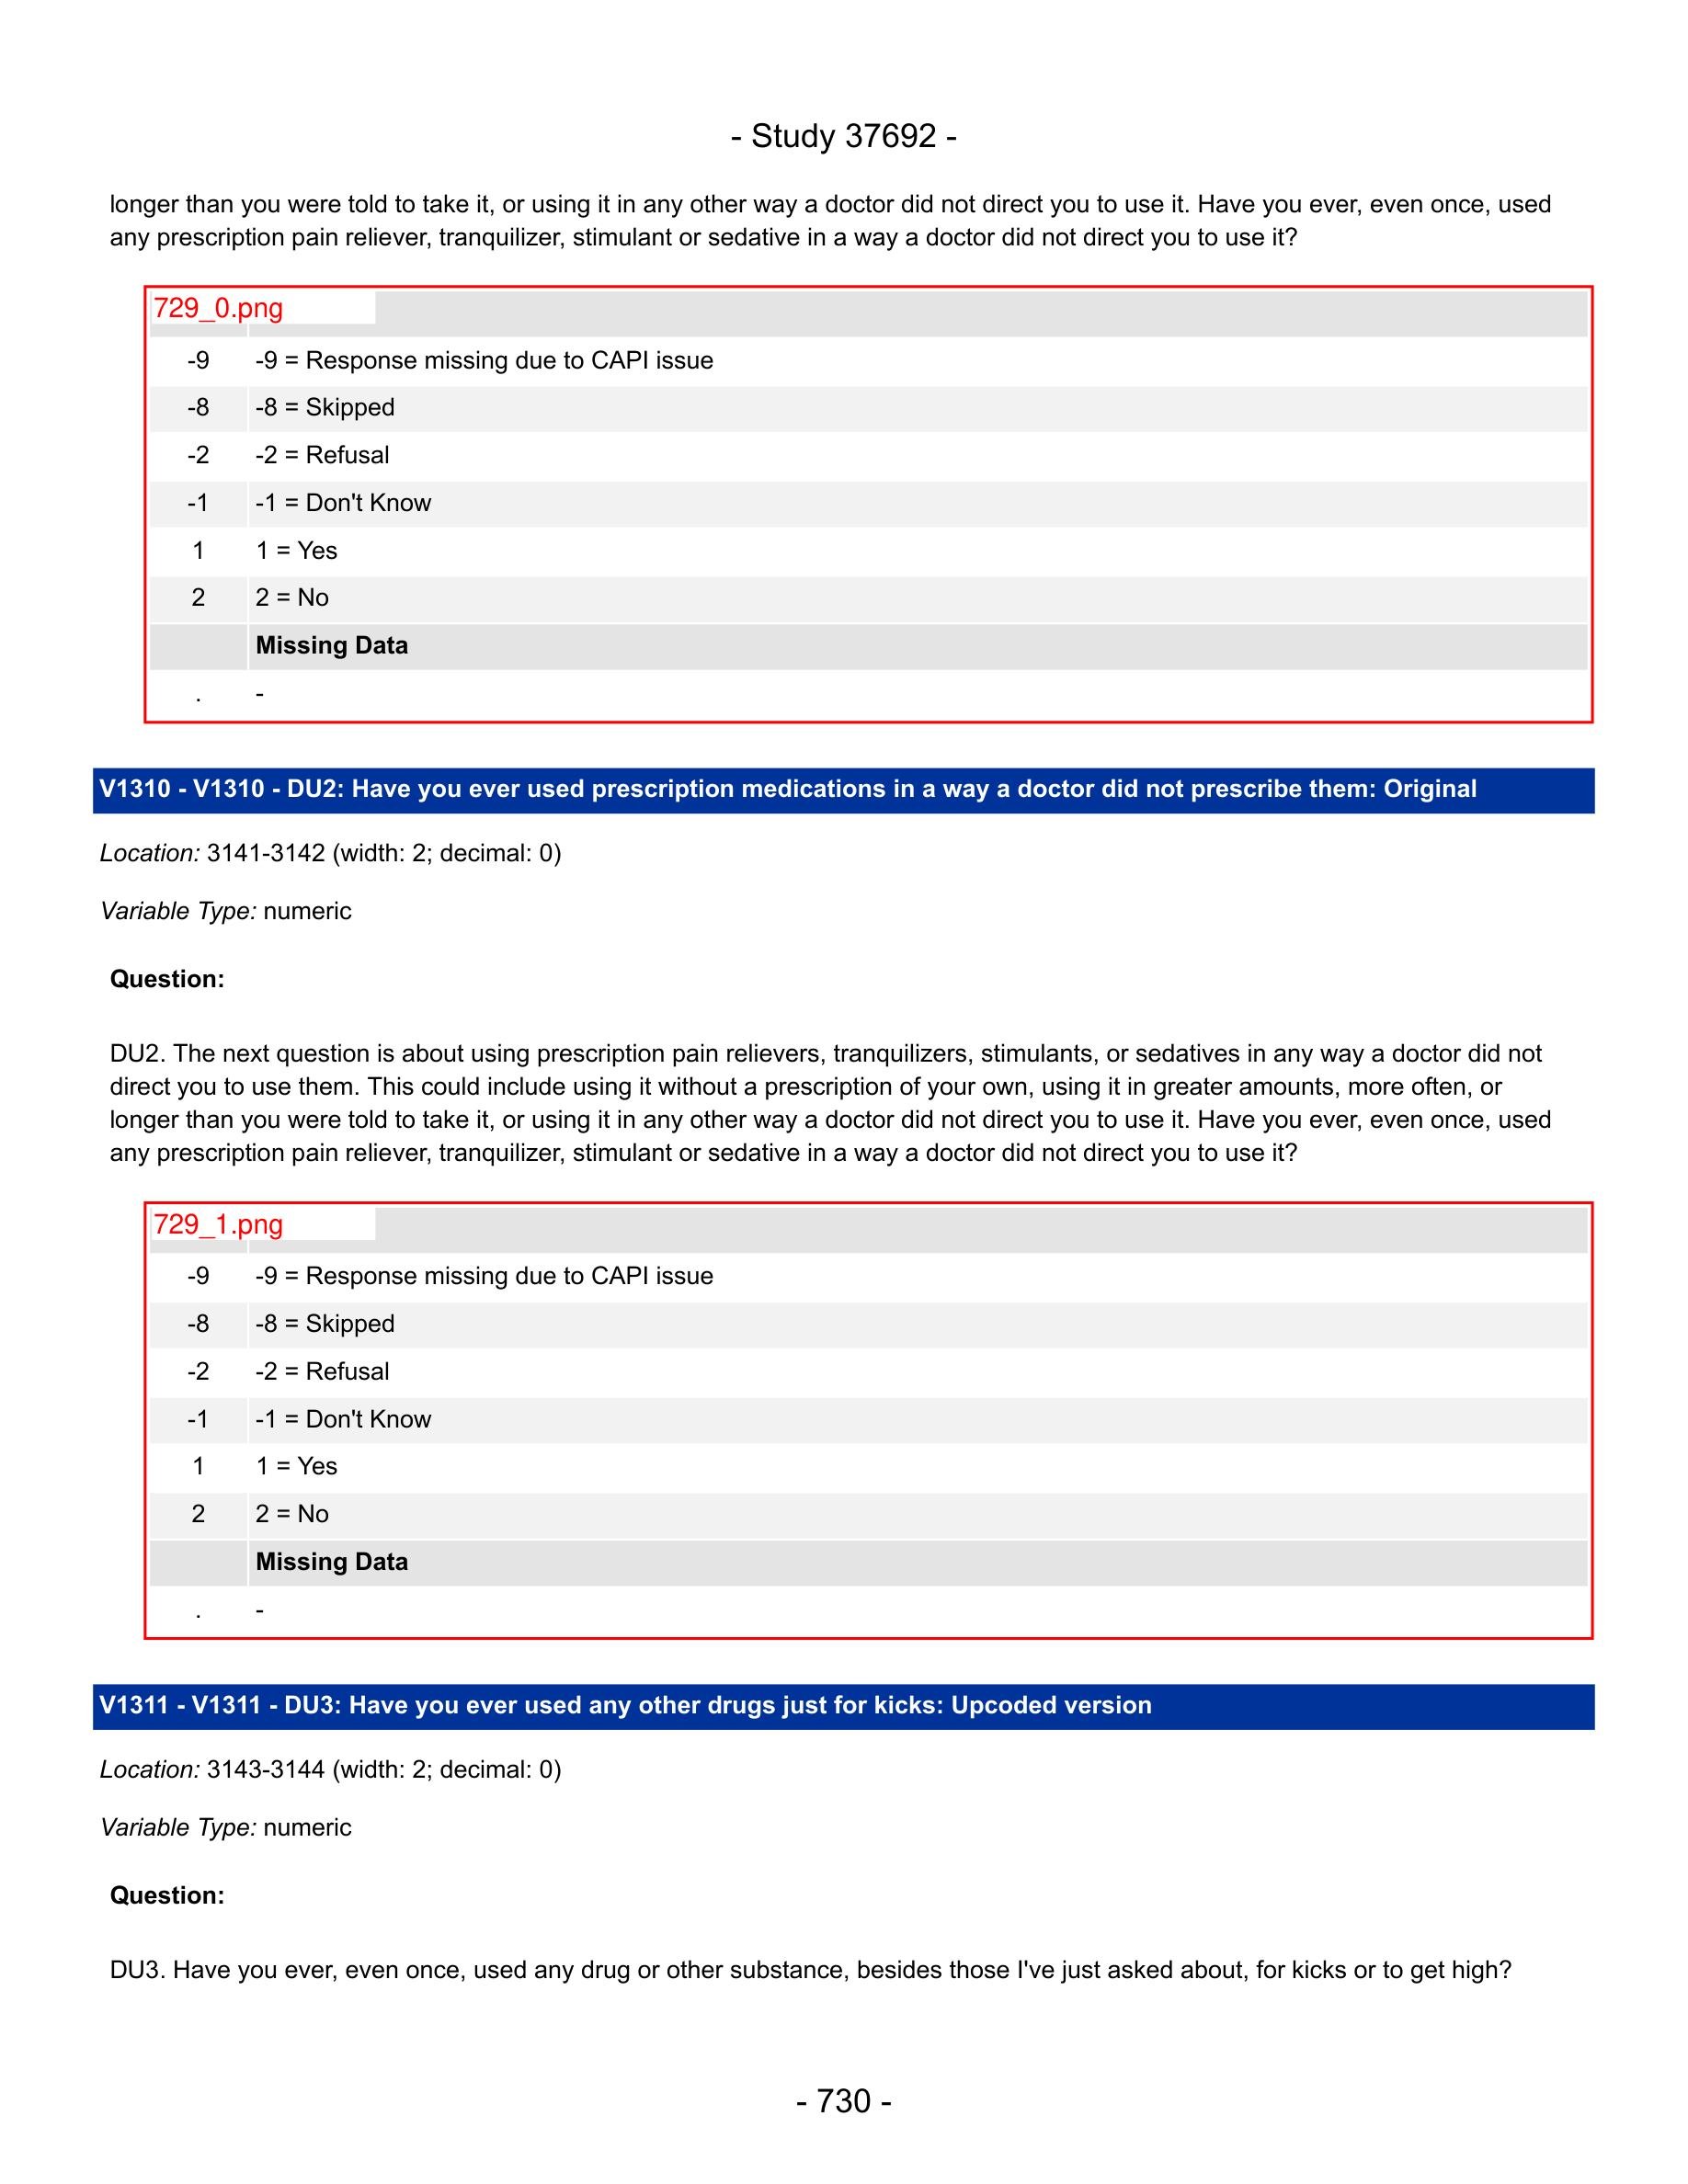 - Study 37692 -
longer than you were told to take it, or using it in any other way a doctor did not direct you to use it. Have you ever, even once, used
any prescription pain reliever, tranquilizer, stimulant or sedative in a way a doctor did not direct you to use it?
729_0.png
-9 -9 = Response missing due to CAPI issue
-8 -8 = Skipped
-2 -2 = Refusal
-1 -1 = Don't Know
1 1 = Yes
2 2 = No
Missing Data
. -
V1310 - V1310 - DU2: Have you ever used prescription medications in a way a doctor did not prescribe them: Original
Location: 3141-3142 (width: 2; decimal: 0)
Variable Type: numeric
Question:
DU2. The next question is about using prescription pain relievers, tranquilizers, stimulants, or sedatives in any way a doctor did not
direct you to use them. This could include using it without a prescription of your own, using it in greater amounts, more often, or
longer than you were told to take it, or using it in any other way a doctor did not direct you to use it. Have you ever, even once, used
any prescription pain reliever, tranquilizer, stimulant or sedative in a way a doctor did not direct you to use it?
729_1.png
-9 -9 = Response missing due to CAPI issue
-8 -8 = Skipped
-2 -2 = Refusal
-1 -1 = Don't Know
1 1 = Yes
2 2 = No
Missing Data
. -
V1311 - V1311 - DU3: Have you ever used any other drugs just for kicks: Upcoded version
Location: 3143-3144 (width: 2; decimal: 0)
Variable Type: numeric
Question:
DU3. Have you ever, even once, used any drug or other substance, besides those I've just asked about, for kicks or to get high?
- 730 -